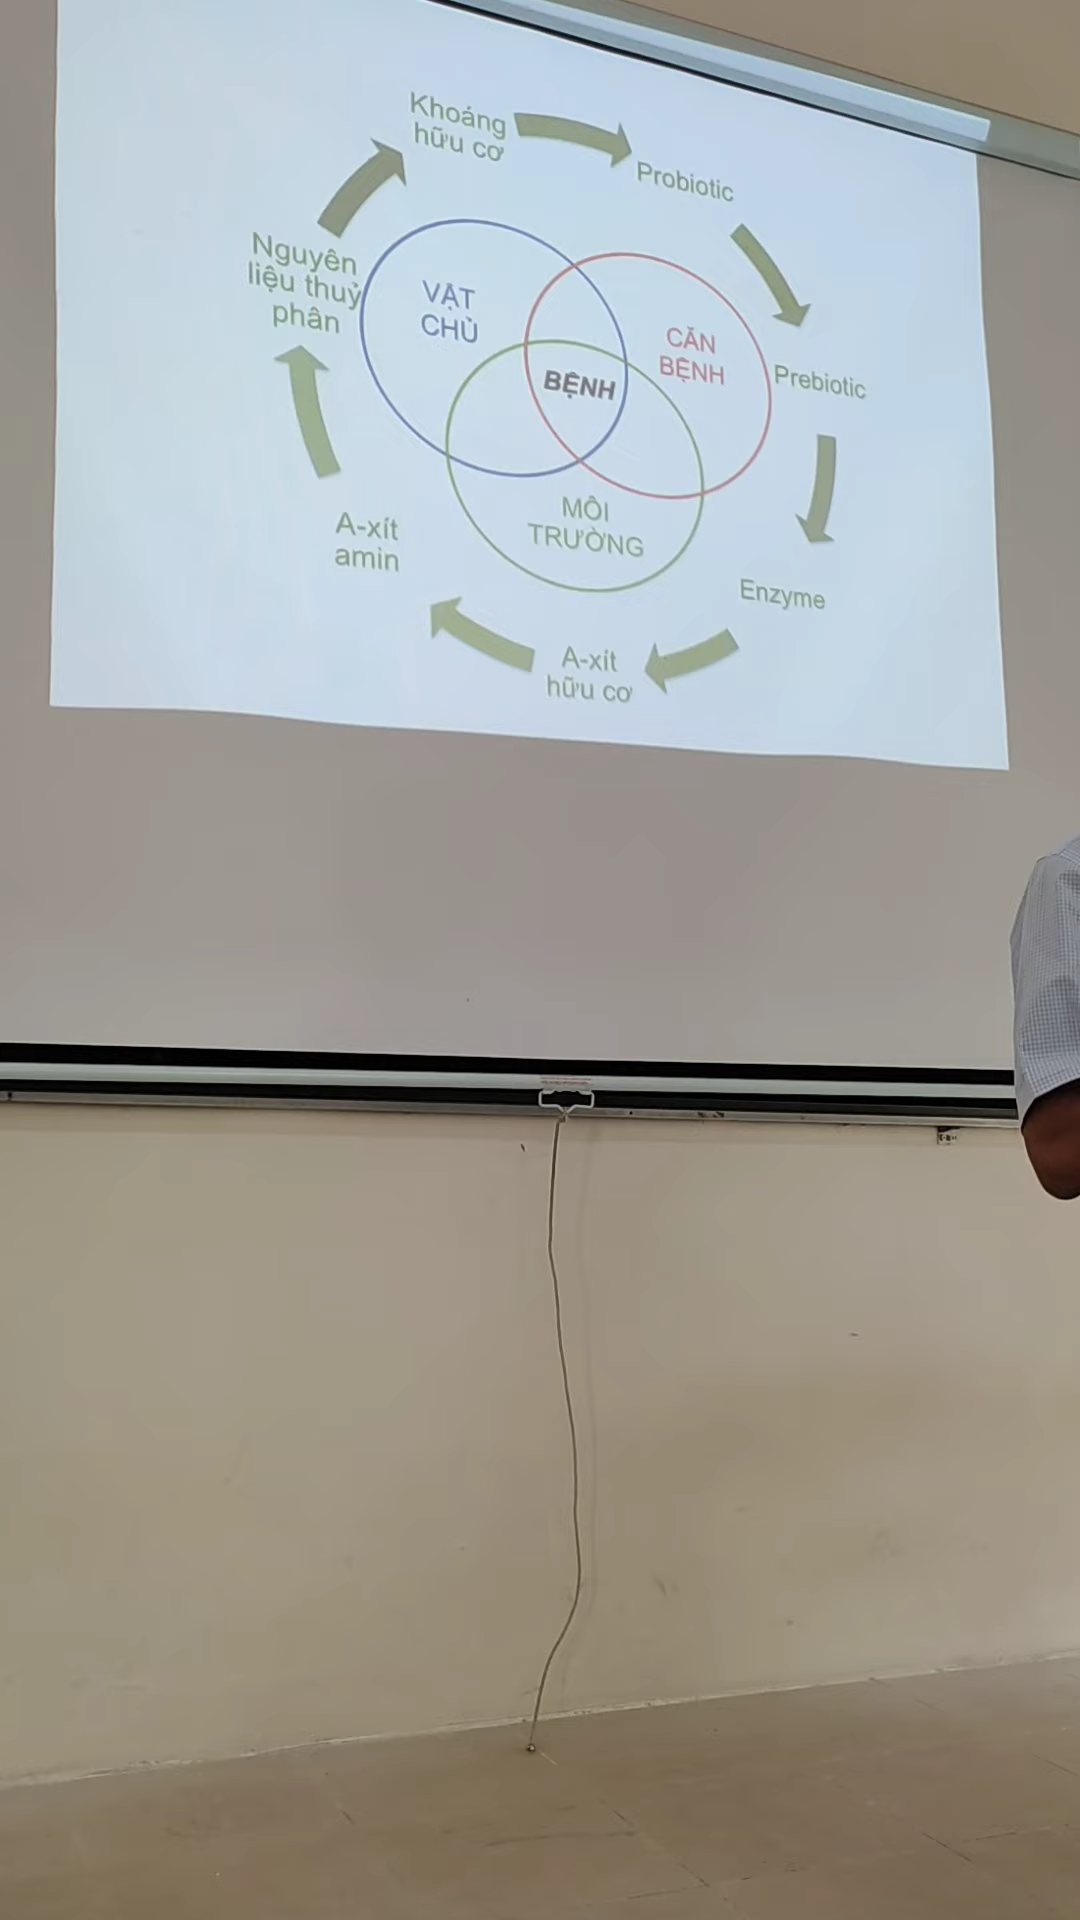 Khoáng
hữu cơ
Probiotic
Nguyên
liệu thuỷ
phân
VẬT
CHỦ
CĂN
BỆNH
BỆNH
Prebiotic
MÔI
TRƯỜNG
A-xít
amin
Enzyme
A-xít
hữu cơ